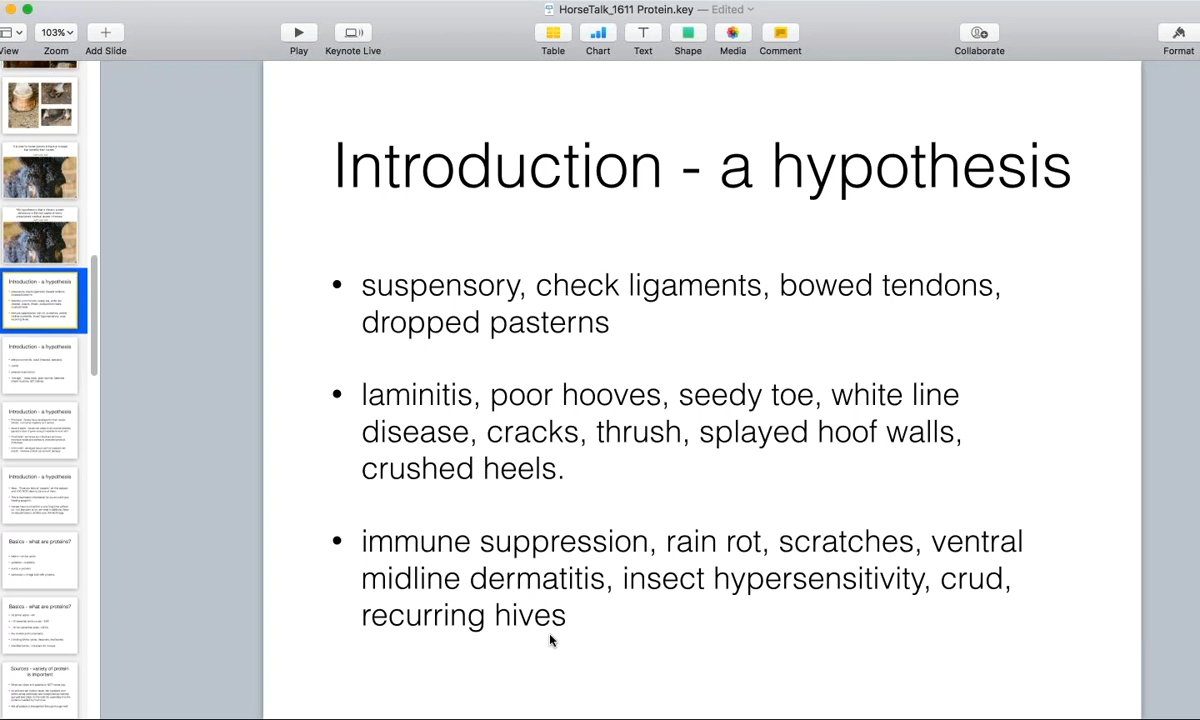 HorseTalk_1611 Protein.key — Edited
103%
View
Zoom
Add Slide
Play
Keynote Live
Table
Chart
Text
Shape
Media
Comment
Collaborate
Format
Introduction - a hypothesis
Introduction - a hypothesis
Introduction - a hypothesis
Introduction - a hypothesis
Basics - what are proteins?
Basics - what are proteins?
Sources - variety of protein
is important
Introduction - a hypothesis
• suspensory, check ligaments, bowed tendons,
dropped pasterns
• laminitis, poor hooves, seedy toe, white line
disease, cracks, thrush, splayed hoof walls,
crushed heels.
• immune suppression, rain rot, scratches, ventral
midline dermatitis, insect hypersensitivity, crud,
recurring hives